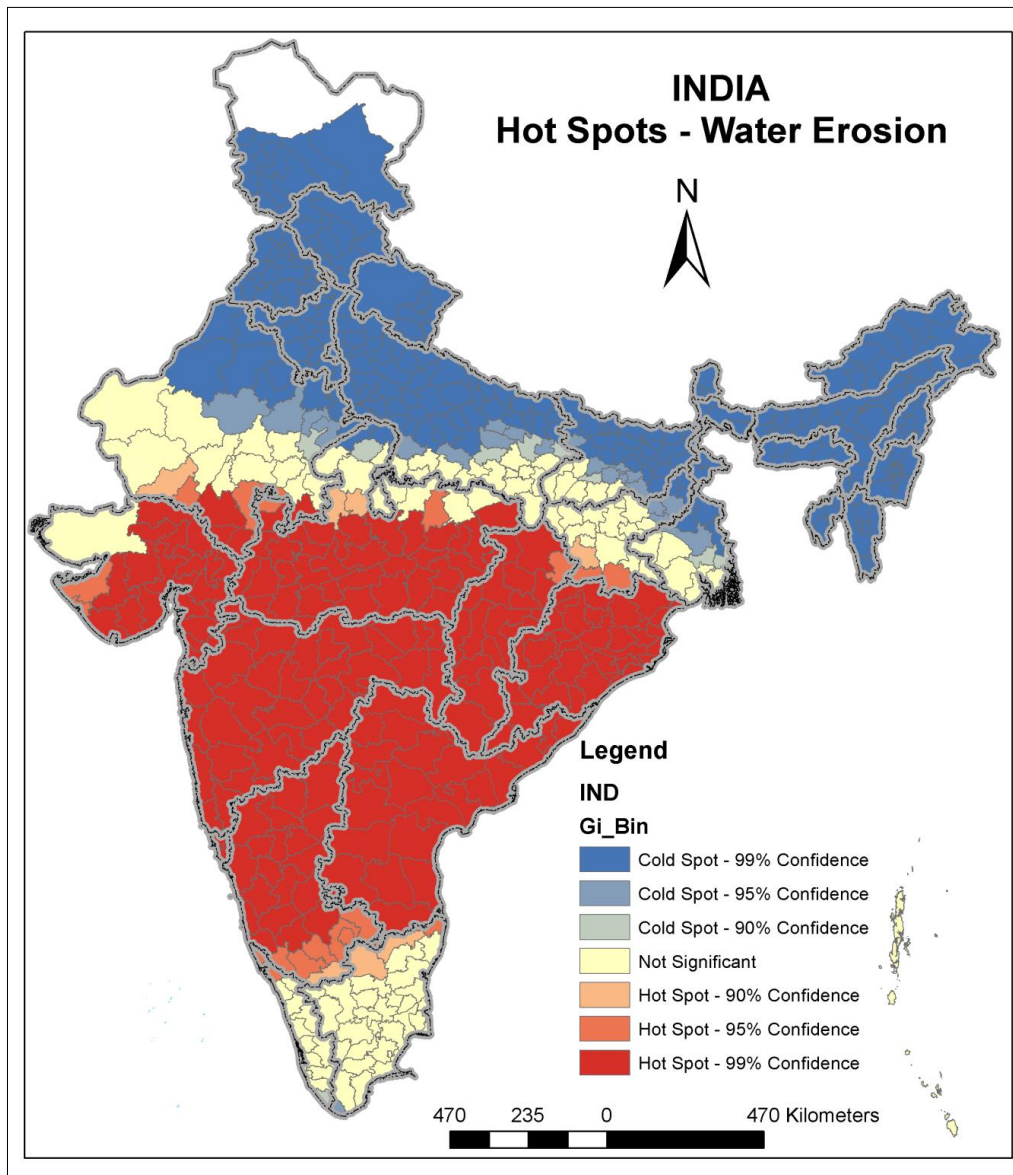 INDIA
Hot Spots - Water Erosion
N
Legend
IND
Gi_Bin
Cold Spot - 99% Confidence
Cold Spot - 95% Confidence
Cold Spot - 90% Confidence
Not Significant
Hot Spot - 90% Confidence
Hot Spot - 95% Confidence
Hot Spot - 99% Confidence
470 235 0 470 Kilometers